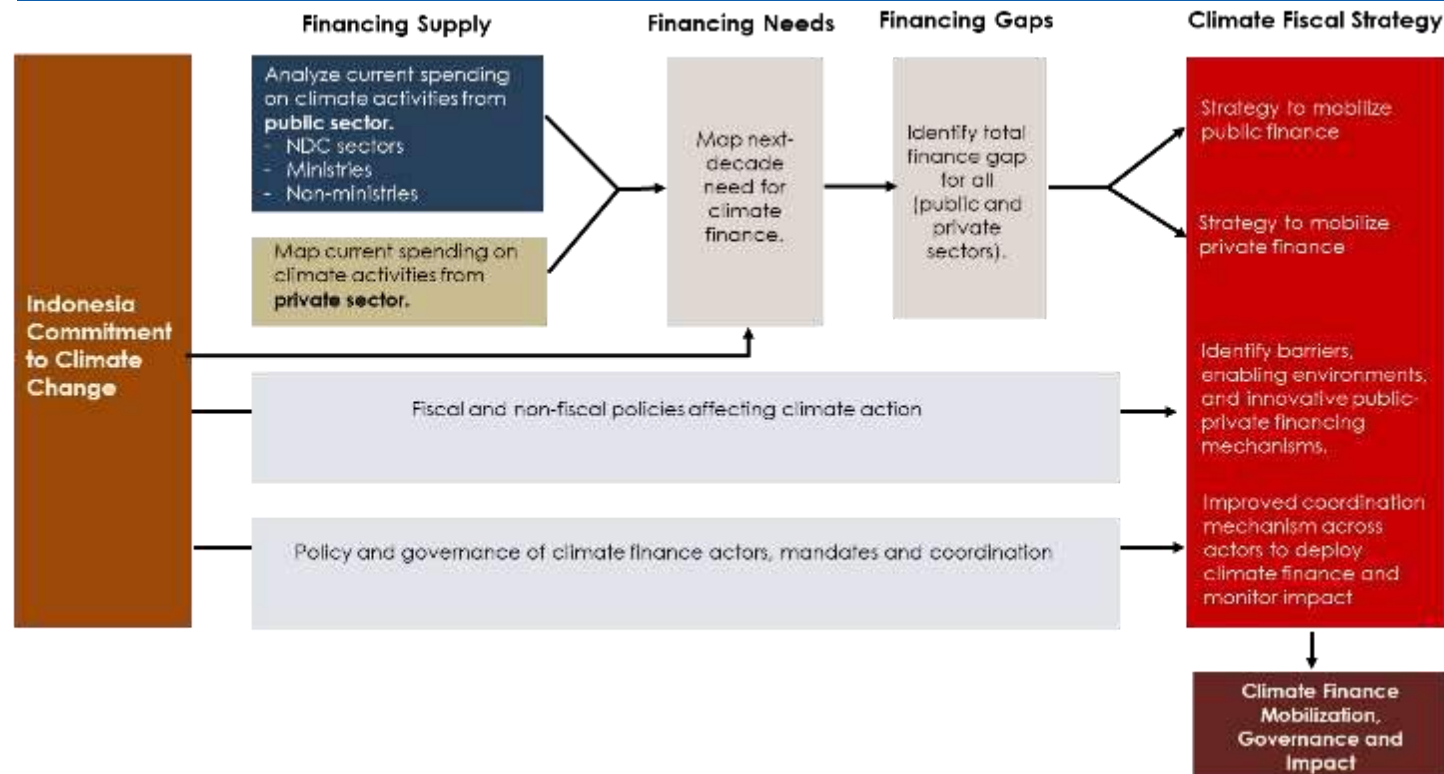 Financing Supply
Financing Needs
Financing Gaps
Climate Fiscal Strategy
Indonesia
Commitment
to Climate
Change
Analyze current spending
on climate activities from
public sector.
- NDC sectors
- Ministries
- Non-ministries
Map current spending on
climate activities from
private sector.
Map next-
decade
need for
climate
finance.
Identify total
finance gap
for all
(public and
private
sectors).
Strategy to mobilize
public finance
Strategy to mobilize
private finance
Identify barriers,
enabling environments,
and innovative public-
private financing
mechanisms.
Improved coordination
mechanism across
actors to deploy
climate finance and
monitor impact
Fiscal and non-fiscal policies affecting climate action
Policy and governance of climate finance actors, mandates and coordination
Climate Finance
Mobilization,
Governance and
Impact